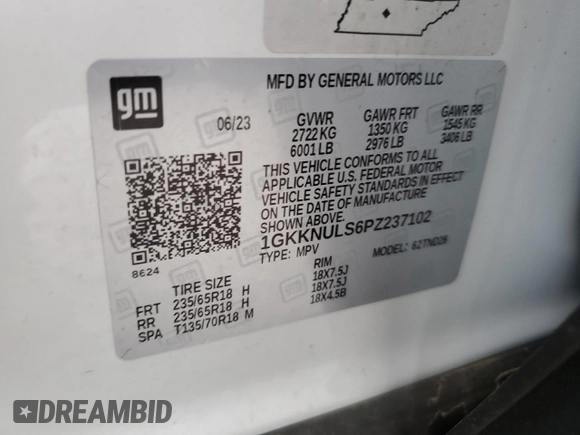 gm
MFD BY GENERAL MOTORS LLC
06/23
GVWR GAWR FRT GAWR RR
2722 KG 1350 KG 1545 KG
6001 LB 2976 LB 3406 LB
THIS VEHICLE CONFORMS TO ALL
APPLICABLE U.S. FEDERAL MOTOR
VEHICLE SAFETY STANDARDS IN EFFECT
ON THE DATE OF MANUFACTURE
SHOWN ABOVE.
1GKKNULS6PZ237102
TYPE: MPV MODEL: 62TND26
8624
TIRE SIZE RIM
FRT 235/65R18 H 18X7.5J
RR 235/65R18 H 18X7.5J
SPA T135/70R18 M 18X4.5B
DREAMBID